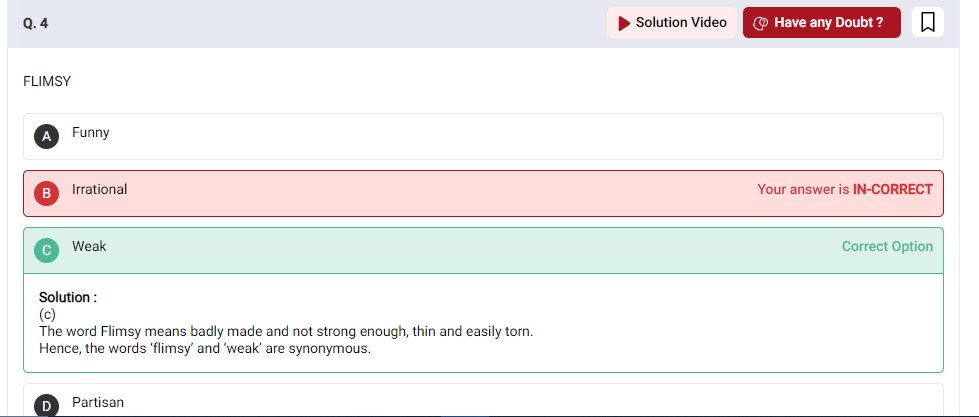 Q. 4
Solution Video
Have any Doubt ?
FLIMSY
A Funny
B Irrational Your answer is IN-CORRECT
C Weak Correct Option
Solution :
(c)
The word Flimsy means badly made and not strong enough, thin and easily torn.
Hence, the words ‘flimsy’ and ‘weak’ are synonymous.
D Partisan